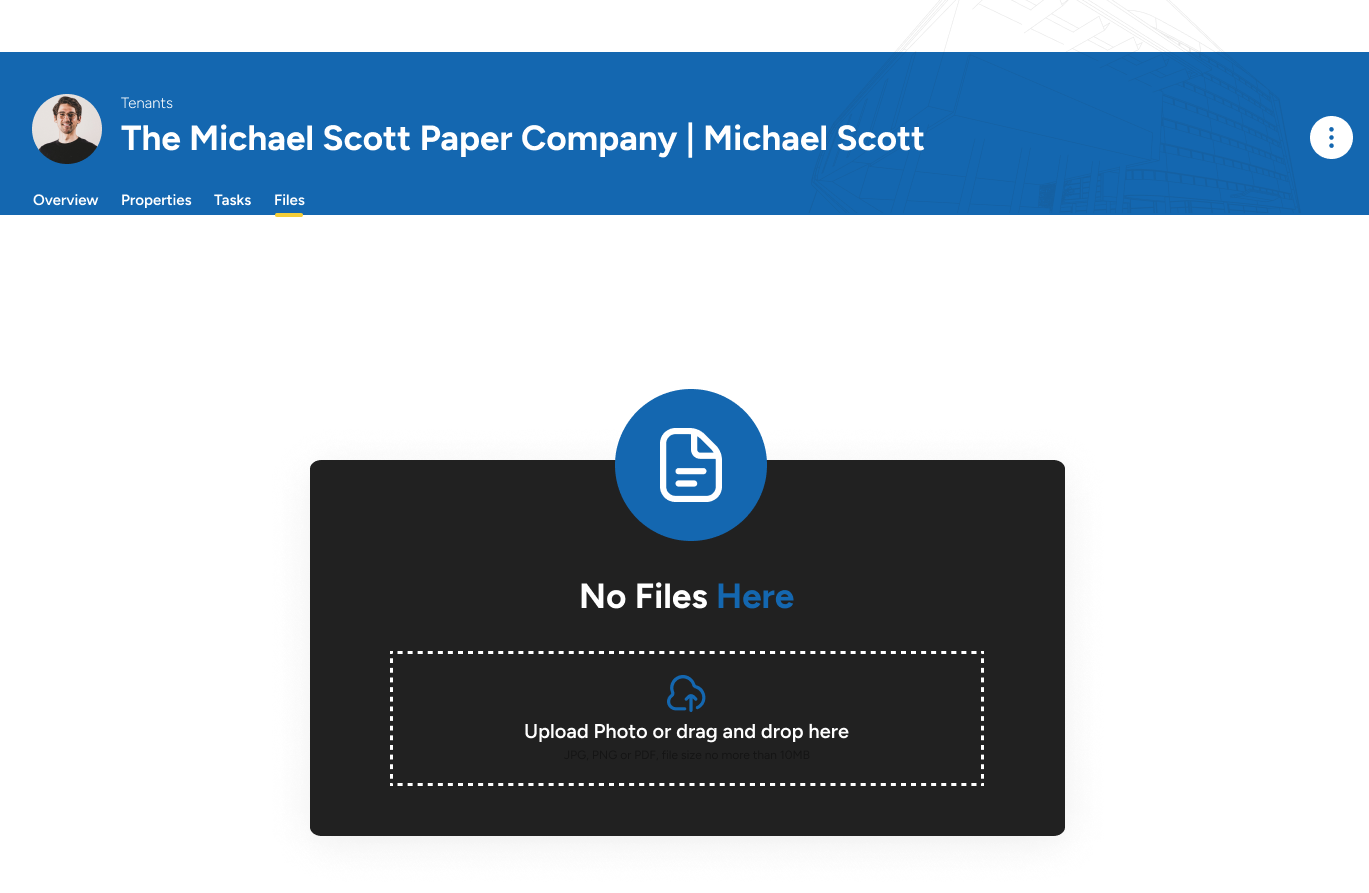 Tenants
The Michael Scott Paper Company | Michael Scott
Overview Properties Tasks Files
No Files Here
Upload Photo or drag and drop here
JPG, PNG or PDF, file size no more than 10MB